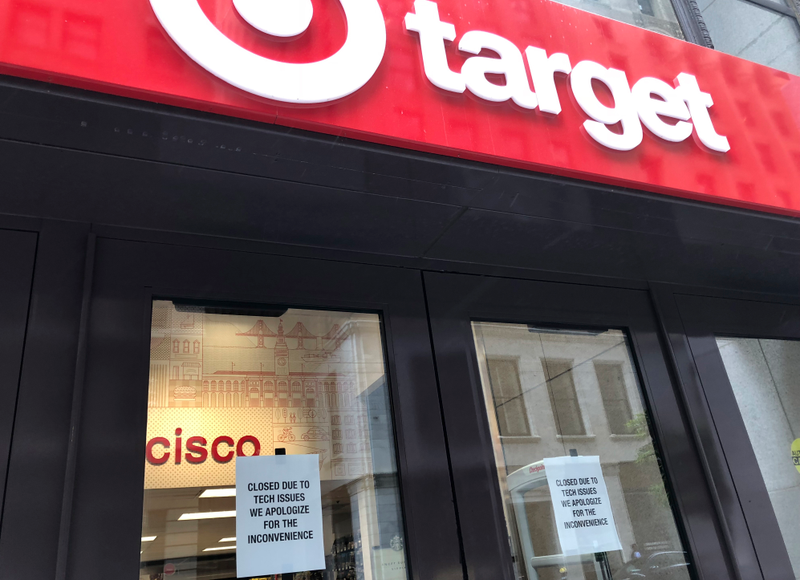 target
cisco
CLOSED DUE TO
TECH ISSUES
WE APOLOGIZE
FOR THE
INCONVENIENCE
CLOSED DUE TO
TECH ISSUES
WE APOLOGIZE
FOR THE
INCONVENIENCE